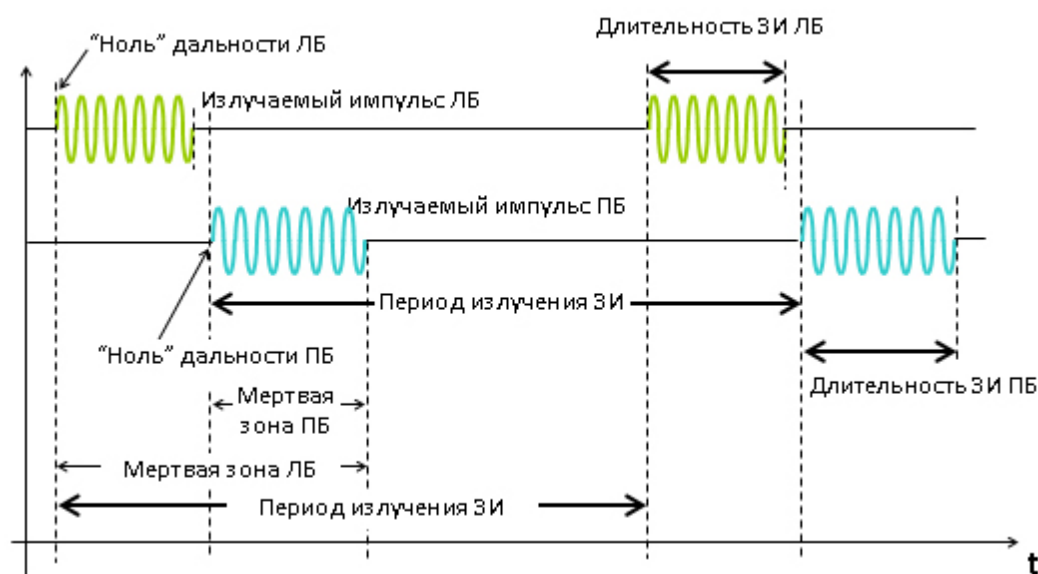 “Ноль” дальности ЛБ
Длительность ЗИ ЛБ
Излучаемый импульс ЛБ
Излучаемый импульс ПБ
Период излучения ЗИ
“Ноль” дальности ПБ
Длительность ЗИ ПБ
Мертвая
зона ПБ
Мертвая зона ЛБ
Период излучения ЗИ
t